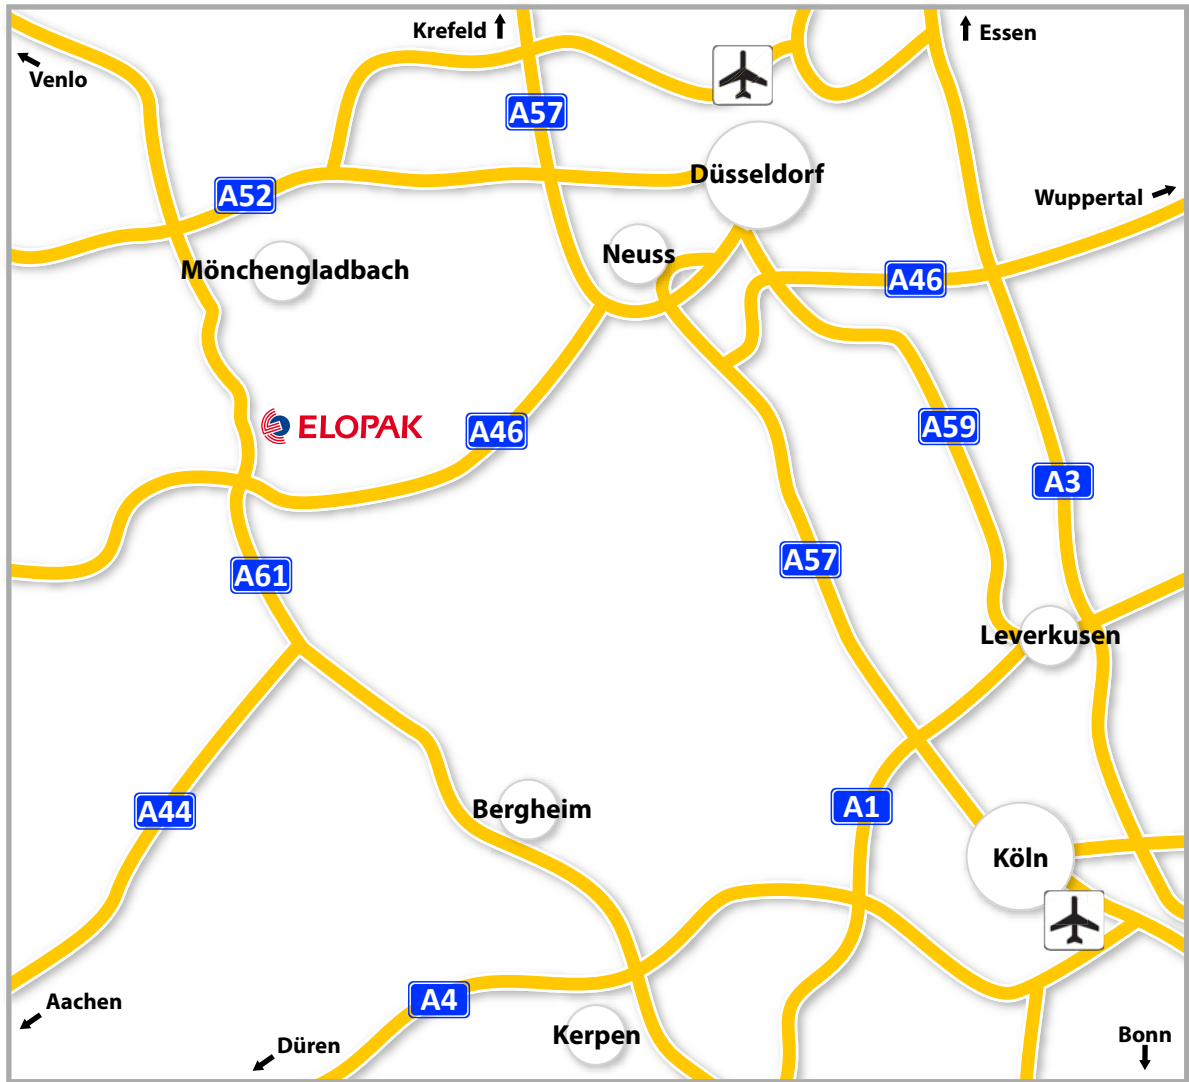 Krefeld
Essen
Venlo
A57
Düsseldorf
A52
Wuppertal
Neuss
Mönchengladbach
A46
ELOPAK
A46
A59
A3
A57
A61
Leverkusen
A44
Bergheim
A1
Köln
A4
Aachen
Kerpen
Düren
Bonn